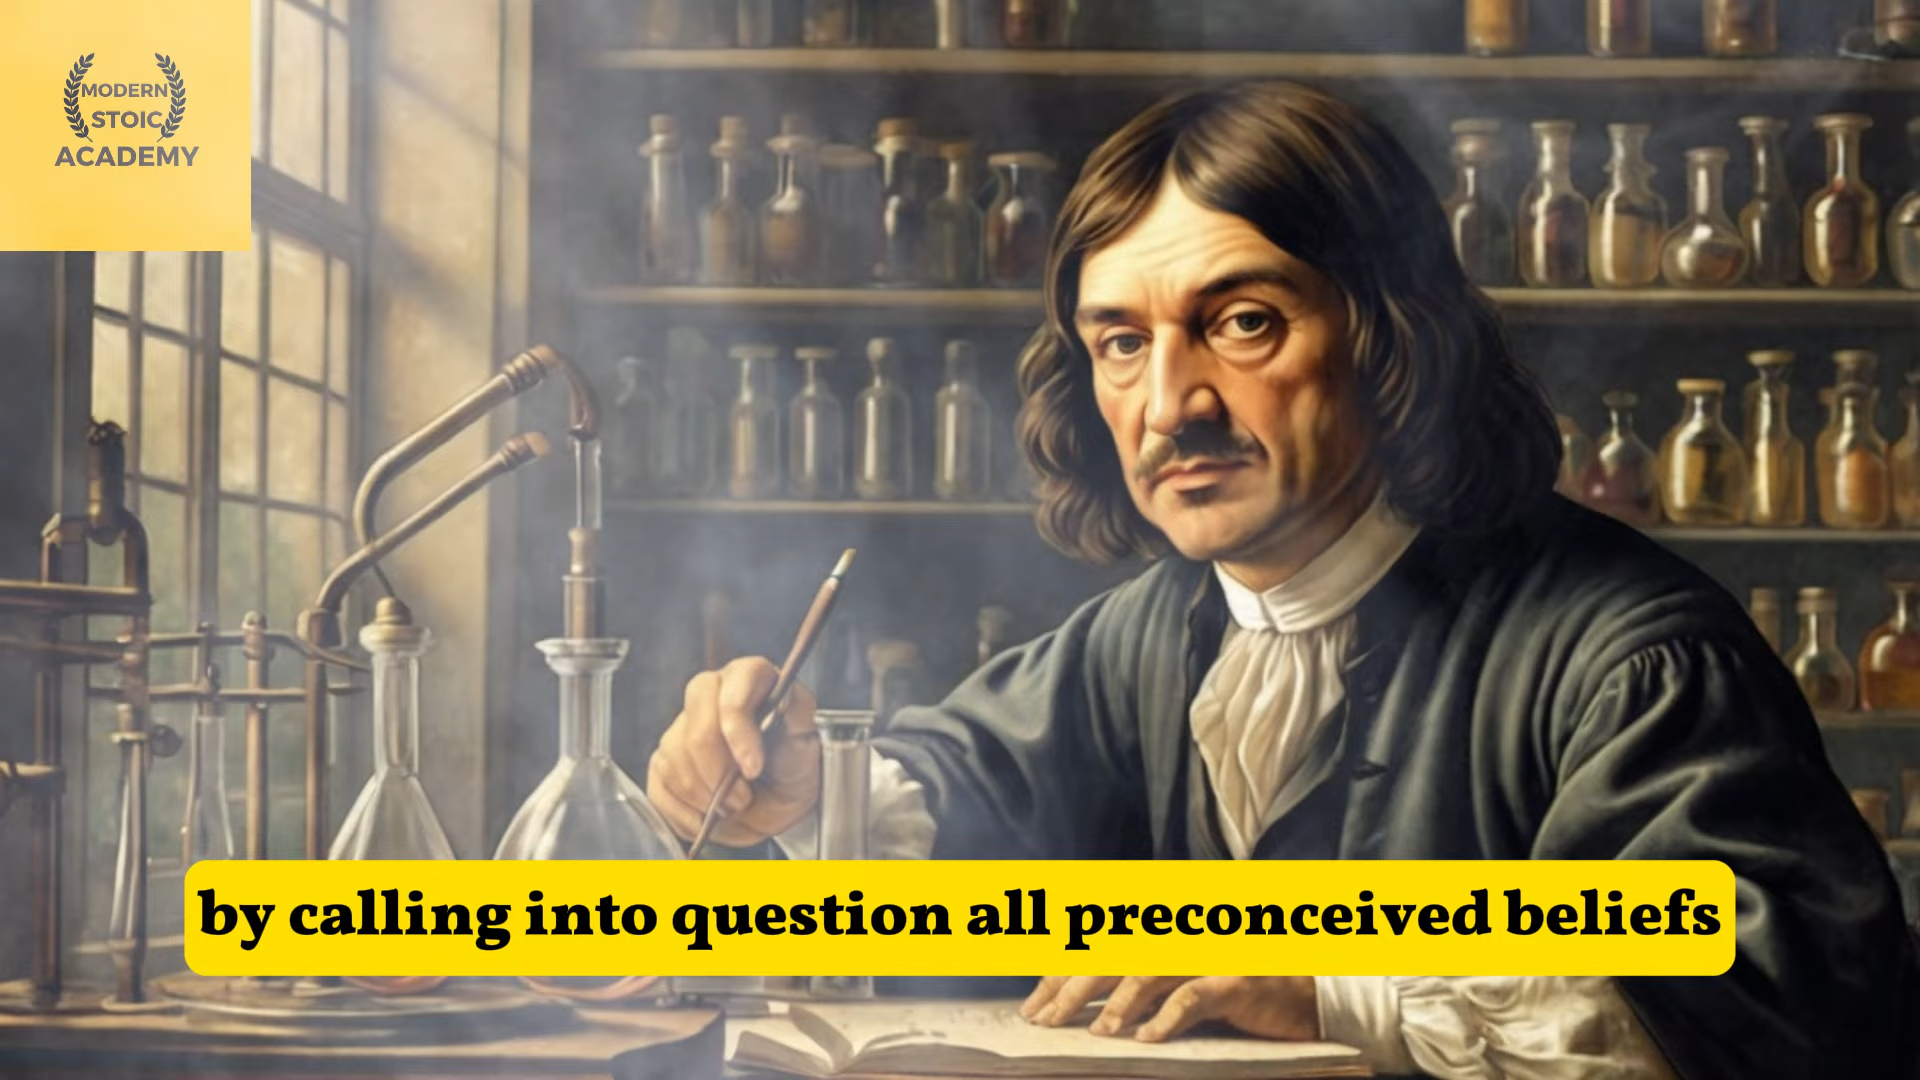 MODERN
STOIC
ACADEMY
by calling into question all preconceived beliefs